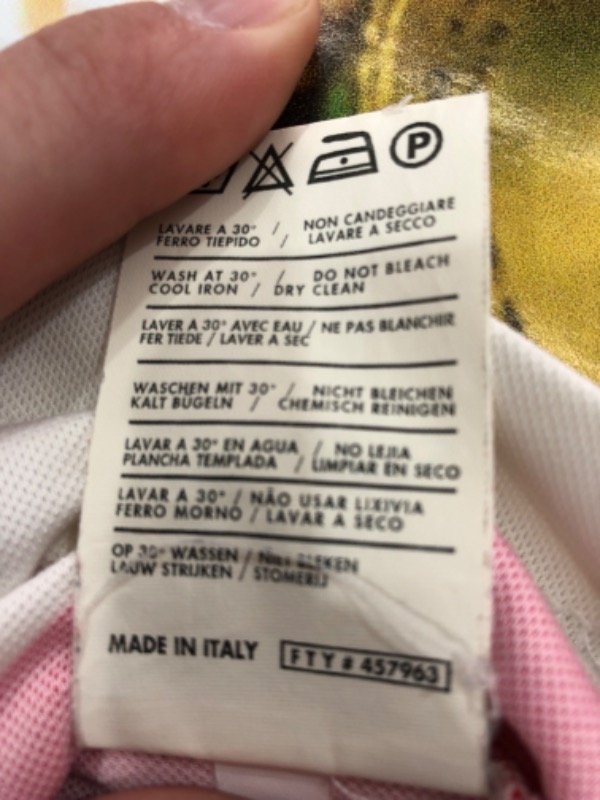 P
LAVARE A 30° / NON CANDEGGIARE
FERRO TIEPIDO / LAVARE A SECCO
WASH AT 30° / DO NOT BLEACH
COOL IRON / DRY CLEAN
LAVER A 30° AVEC EAU / NE PAS BLANCHIR
FER TIEDE / LAVER A SEC
WASCHEN MIT 30° / NICHT BLEICHEN
KALT BUGELN / CHEMISCH REINIGEN
LAVAR A 30° EN AGUA / NO LEJIA
PLANCHA TEMPLADA / LIMPIAR EN SECO
LAVAR A 30° / NÃO USAR LIXIVIA
FERRO MORNO / LAVAR A SECO
OP 30° WASSEN / NIET BLEKEN
LAUW STRIJKEN / STOMERIJ
MADE IN ITALY
FTY # 457963